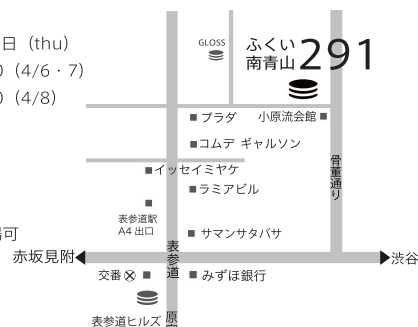 日（thu）
0（4/6・7）
0（4/8）
可
GLOSS
ふくい
南青山291
プラダ
小原流会館
コムデ ギャルソン
イッセイミヤケ
ラミアビル
骨董通り
表参道駅
A4 出口
サマンサタバサ
表参道
赤坂見附
渋谷
交番
みずほ銀行
表参道ヒルズ
原